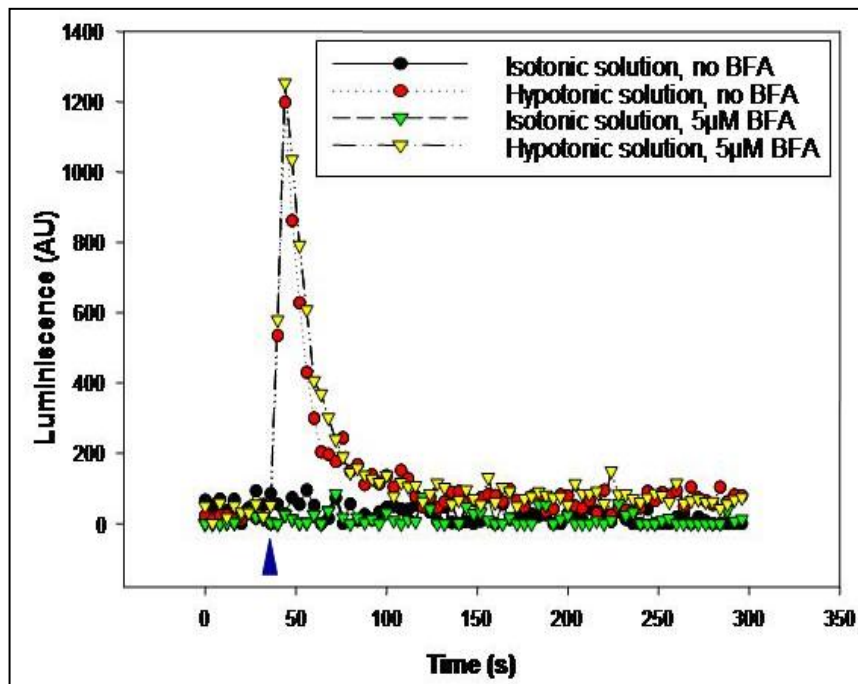 1400
1200
1000
800
600
400
200
0
Luminiscence (AU)
Isotonic solution, no BFA
Hypotonic solution, no BFA
Isotonic solution, 5µM BFA
Hypotonic solution, 5µM BFA
0 50 100 150 200 250 300 350
Time (s)